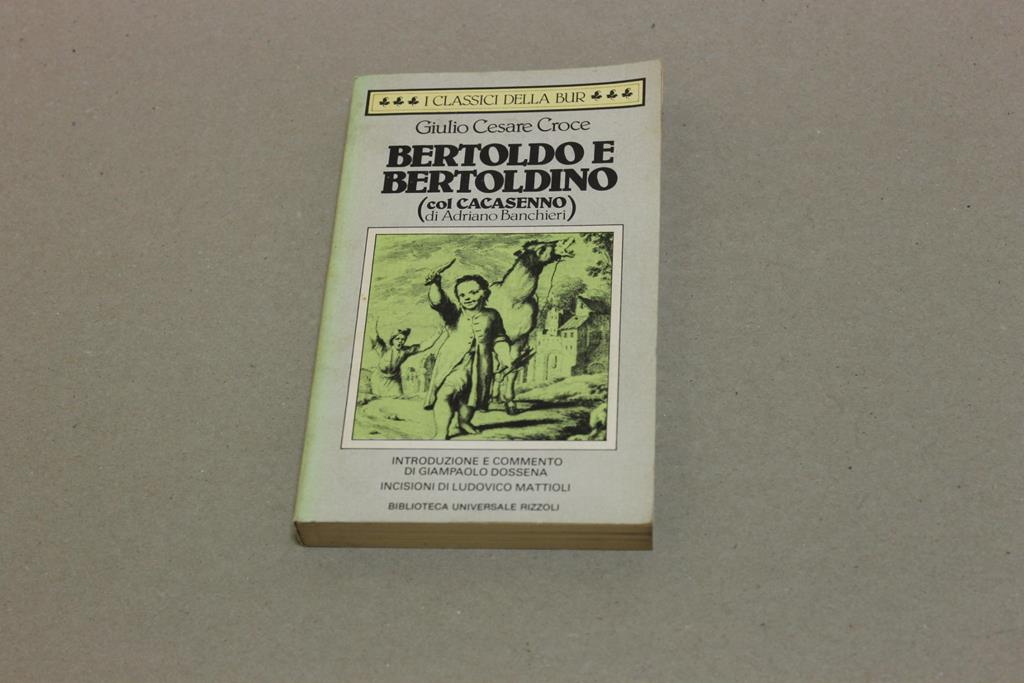 I CLASSICI DELLA BUR
Giulio Cesare Croce
BERTOLDO E
BERTOLDINO
(col CACASENNO)
di Adriano Banchieri
INTRODUZIONE E COMMENTO
DI GIAMPAOLO DOSSENA
INCISIONI DI LUDOVICO MATTIOLI
BIBLIOTECA UNIVERSALE RIZZOLI